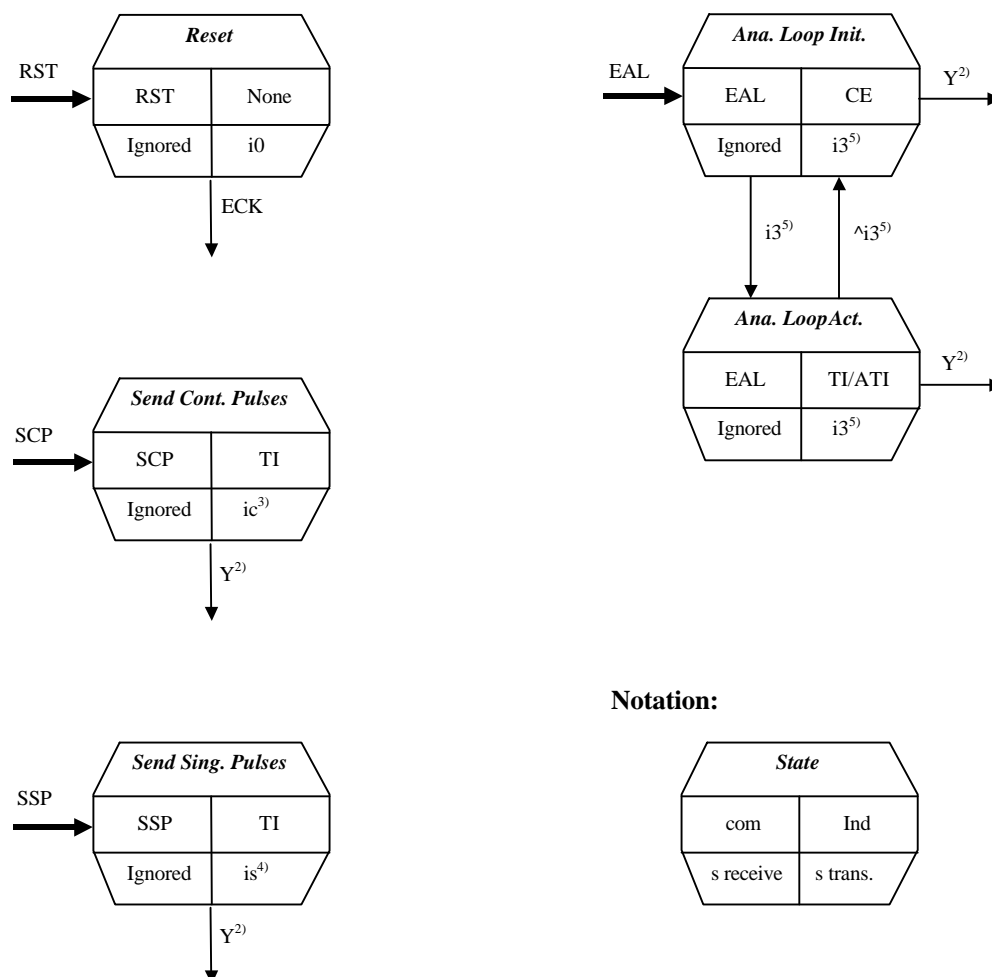 Reset
RST
RST
None
Ignored
i0
ECK
Ana. Loop Init.
EAL
EAL
CE
Y2)
Ignored
i35)
i35)
^i35)
Ana. Loop Act.
EAL
TI/ATI
Y2)
Ignored
i35)
Send Cont. Pulses
SCP
SCP
TI
Ignored
ic3)
Y2)
Send Sing. Pulses
SSP
SSP
TI
Ignored
is4)
Y2)
Notation:
State
com
Ind
s receive
s trans.